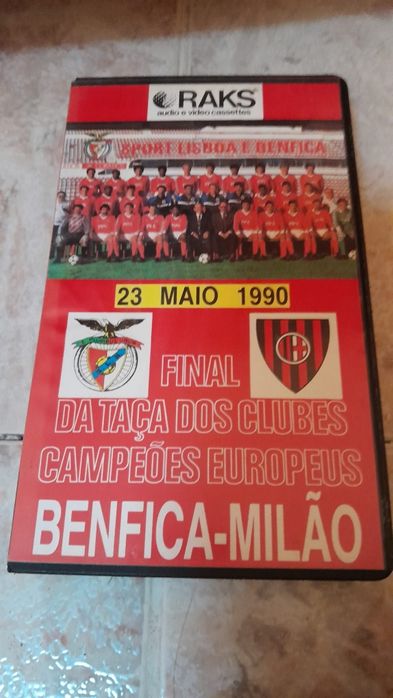 RAKS
audio e video cassettes
SPORT LISBOA E BENFICA
23 MAIO 1990
FINAL
DA TAÇA DOS CLUBES
CAMPEÕES EUROPEUS
BENFICA-MILÃO